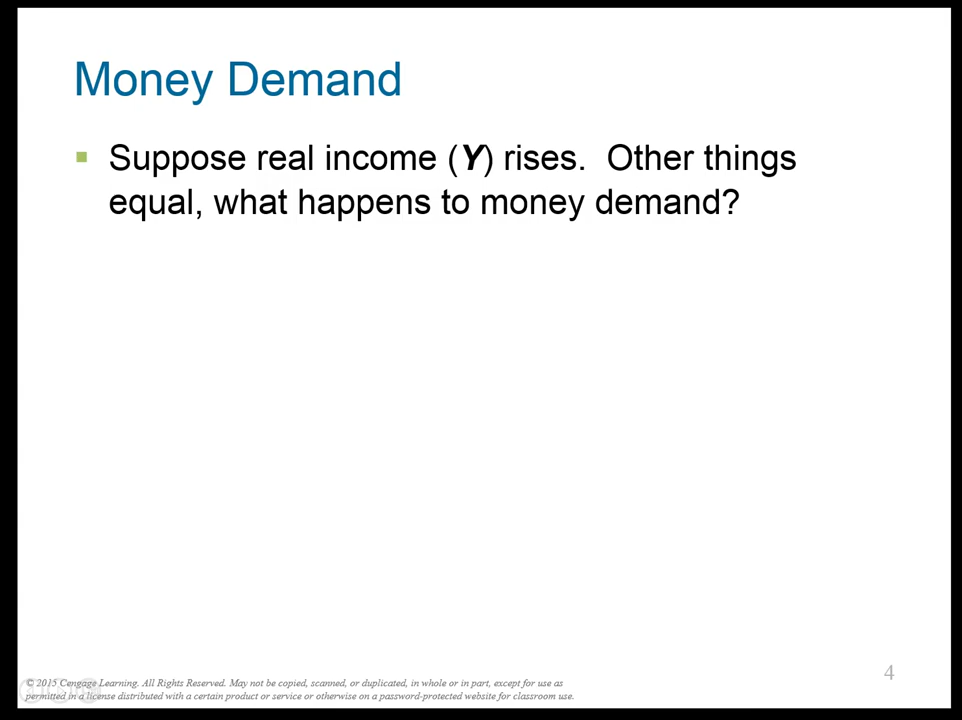 Money Demand
Suppose real income (Y) rises.  Other things
equal, what happens to money demand?
4
© 2015 Cengage Learning. All Rights Reserved. May not be copied, scanned, or duplicated, in whole or in part, except for use as
permitted in a license distributed with a certain product or service or otherwise on a password-protected website for classroom use.